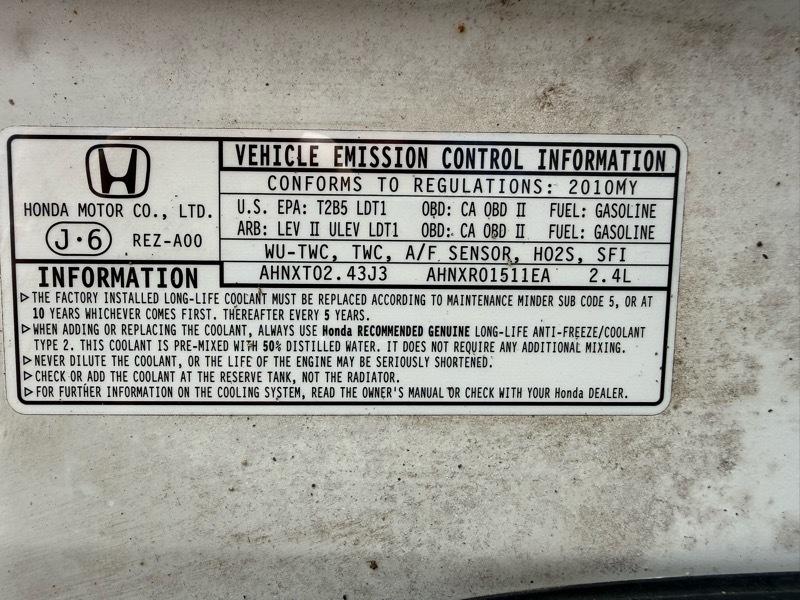 VEHICLE EMISSION CONTROL INFORMATION
CONFORMS TO REGULATIONS: 2010MY
HONDA MOTOR CO., LTD.
J·6 REZ-A00
U.S. EPA: T2B5 LDT1 OBD: CA OBD II FUEL: GASOLINE
ARB: LEV II ULEV LDT1 OBD: CA OBD II FUEL: GASOLINE
WU-TWC, TWC, A/F SENSOR, HO2S, SFI
AHNXT02.43J3 AHNXR01511EA 2.4L
INFORMATION
▷THE FACTORY INSTALLED LONG-LIFE COOLANT MUST BE REPLACED ACCORDING TO MAINTENANCE MINDER SUB CODE 5, OR AT
10 YEARS WHICHEVER COMES FIRST. THEREAFTER EVERY 5 YEARS.
▷WHEN ADDING OR REPLACING THE COOLANT, ALWAYS USE Honda RECOMMENDED GENUINE LONG-LIFE ANTI-FREEZE/COOLANT
TYPE 2. THIS COOLANT IS PRE-MIXED WITH 50% DISTILLED WATER. IT DOES NOT REQUIRE ANY ADDITIONAL MIXING.
▷NEVER DILUTE THE COOLANT, OR THE LIFE OF THE ENGINE MAY BE SERIOUSLY SHORTENED.
▷CHECK OR ADD THE COOLANT AT THE RESERVE TANK, NOT THE RADIATOR.
▷FOR FURTHER INFORMATION ON THE COOLING SYSTEM, READ THE OWNER'S MANUAL OR CHECK WITH YOUR Honda DEALER.